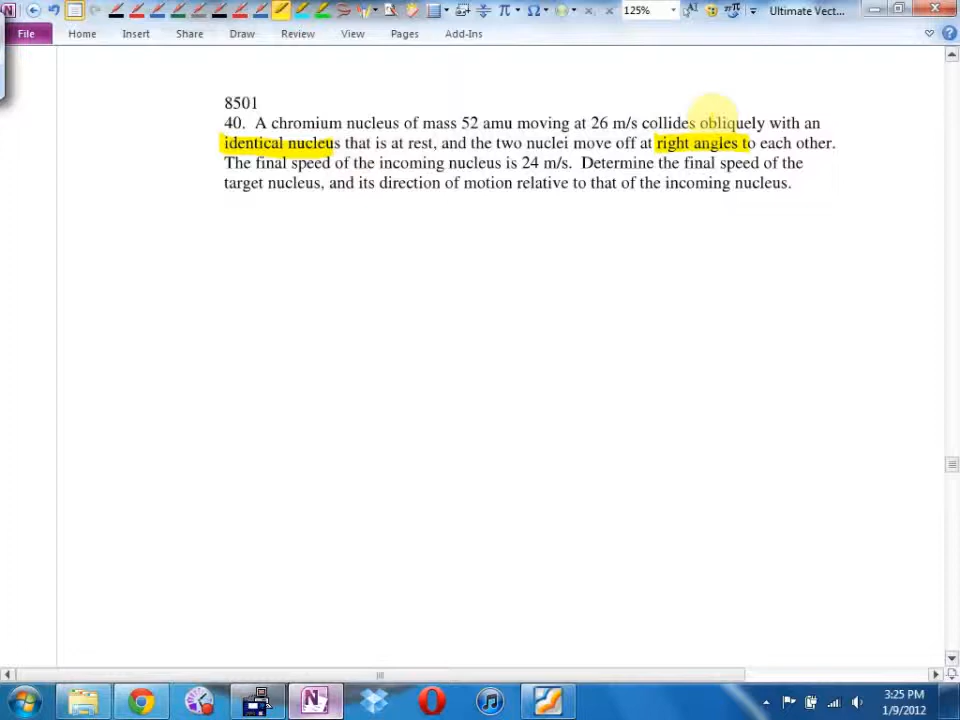 125%
Ultimate Vect...
File Home Insert Share Draw Review View Pages Add-Ins
8501
40. A chromium nucleus of mass 52 amu moving at 26 m/s collides obliquely with an
identical nucleus that is at rest, and the two nuclei move off at right angles to each other.
The final speed of the incoming nucleus is 24 m/s. Determine the final speed of the
target nucleus, and its direction of motion relative to that of the incoming nucleus.
3:25 PM
1/9/2012